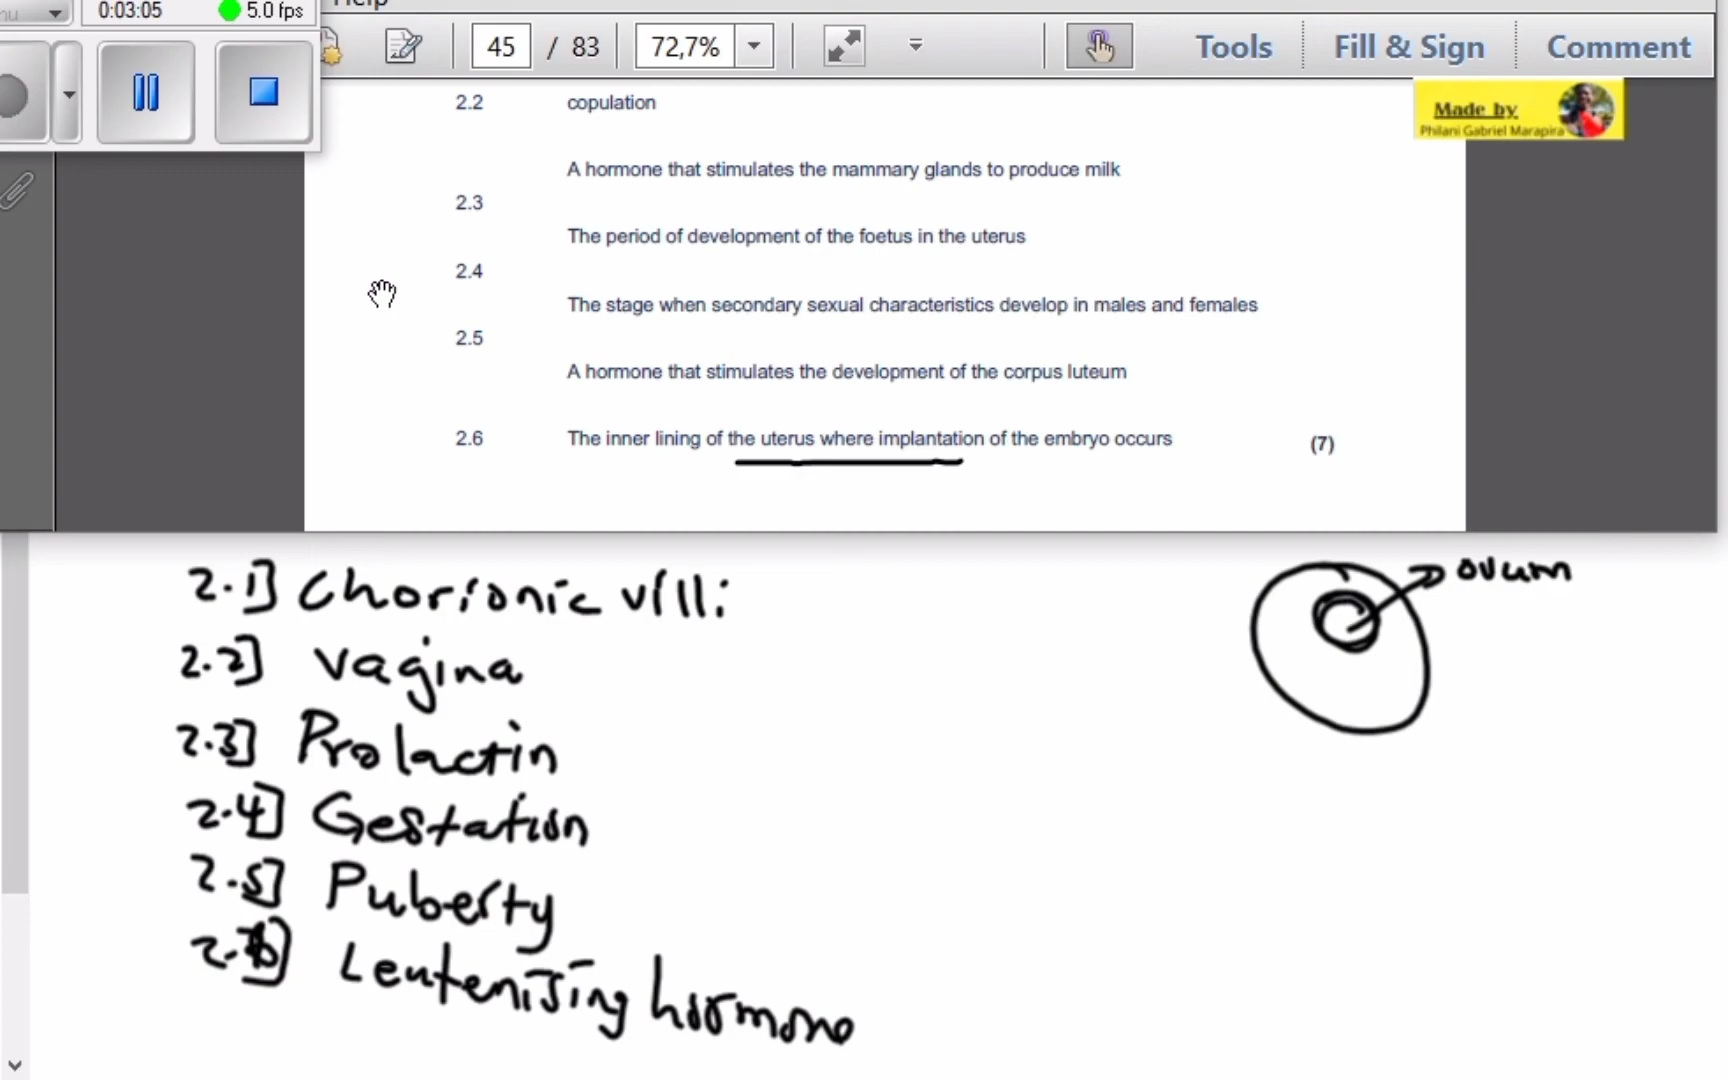 Help
0:03:05 5.0 fps
45 / 83 72,7% Tools Fill & Sign Comment
2.2 copulation
Made by
Philani Gabriel Marapira
A hormone that stimulates the mammary glands to produce milk
2.3
The period of development of the foetus in the uterus
2.4
The stage when secondary sexual characteristics develop in males and females
2.5
A hormone that stimulates the development of the corpus luteum
2.6 The inner lining of the uterus where implantation of the embryo occurs (7)
2.1] Chorionic villi
ovum
2.2] vagina
2.3] Prolactin
2.4] Gestation
2.5] Puberty
2.6] Leutenising hormone